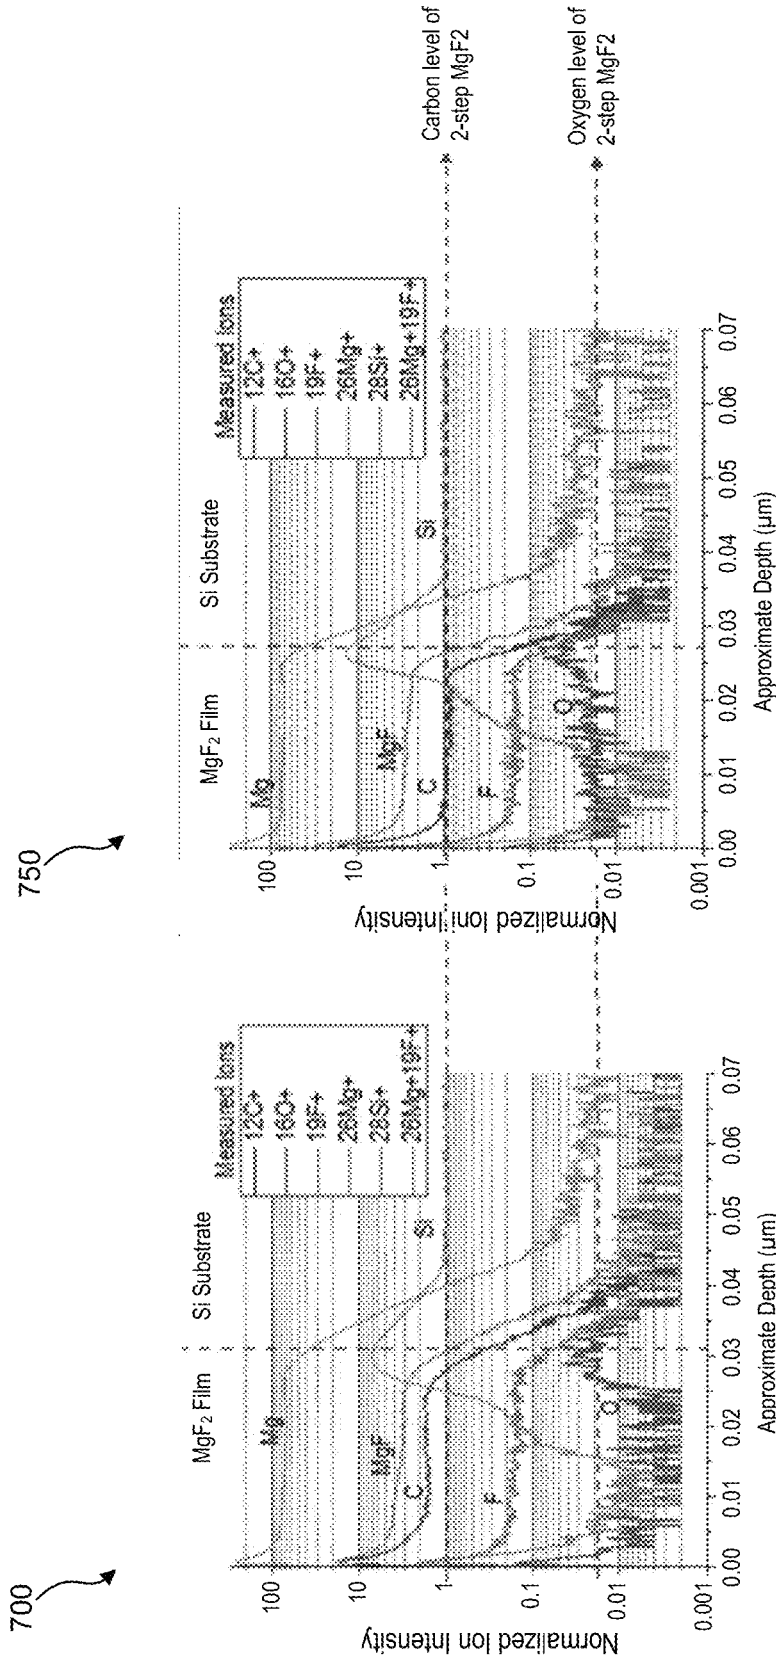 700
MgF₂ Film
Si Substrate
Measured Ions
12C+
16O+
19F+
26Mg+
28Si+
26Mg+19F+
Mg
MgF
C
F
O
Si
Normalized Ion Intensity
100
10
1
0.1
0.01
0.001
0.00 0.01 0.02 0.03 0.04 0.05 0.06 0.07
Approximate Depth (µm)
750
MgF₂ Film
Si Substrate
Measured Ions
12C+
16O+
19F+
26Mg+
28Si+
26Mg+19F+
Mg
MgF
C
F
O
Si
Normalized Ioni Intensity
100
10
1
0.1
0.01
0.001
0.00 0.01 0.02 0.03 0.04 0.05 0.06 0.07
Approximate Depth (µm)
Carbon level of
2-step MgF2
Oxygen level of
2-step MgF2